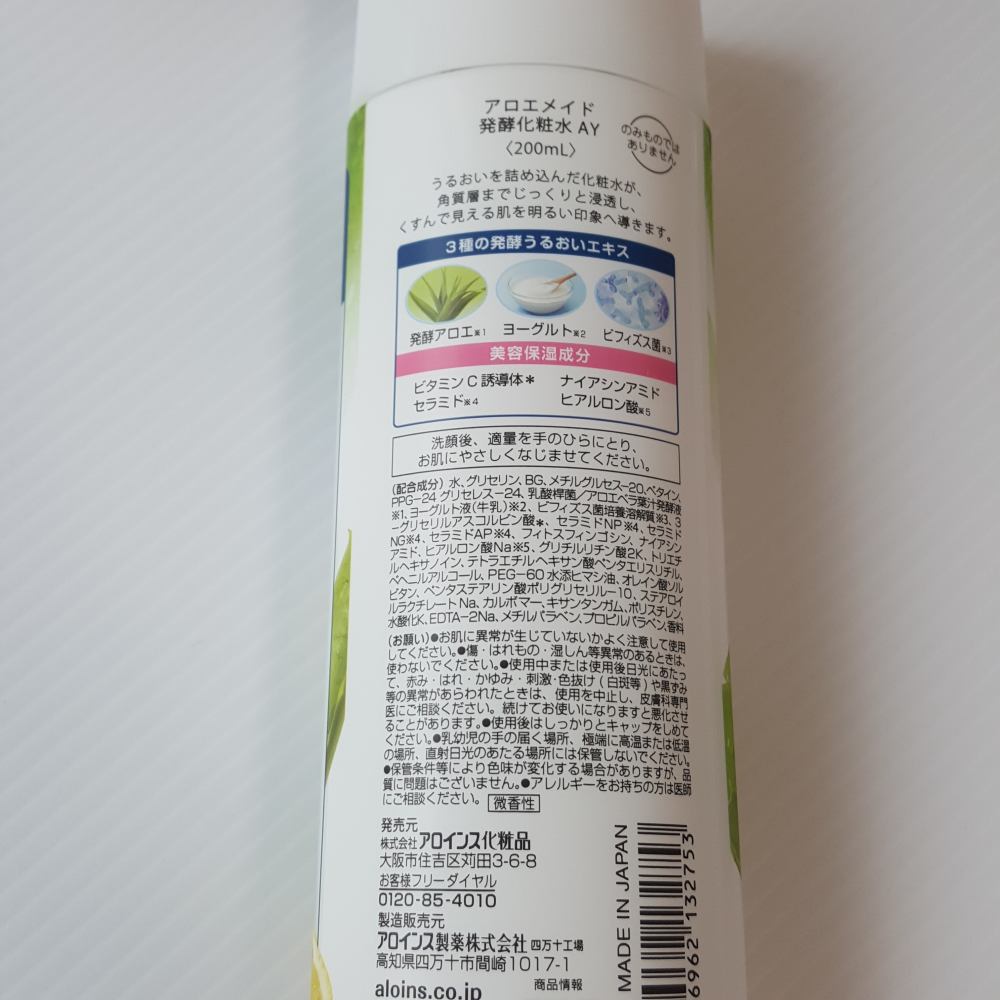 アロエメイド
発酵化粧水 AY
〈200mL〉
のみものでは
ありません
うるおいを詰め込んだ化粧水が、
角質層までじっくりと浸透し、
くすんで見える肌を明るい印象へ導きます。
3種の発酵うるおいエキス
発酵アロエ※1 ヨーグルト※2 ビフィズス菌※3
美容保湿成分
ビタミンC誘導体* ナイアシンアミド
セラミド※4 ヒアルロン酸※5
洗顔後、適量を手のひらにとり、
お肌にやさしくなじませてください。
(配合成分) 水、グリセリン、BG、メチルグルセス-20、ベタイン、
PPG-24 グリセレス-24、乳酸桿菌/アロエベラ葉汁発酵液
※1、ヨーグルト液(牛乳)※2、ビフィズス菌培養溶解質※3、3
-グリセリルアスコルビン酸*、セラミドNP※4、セラミド
NG※4、セラミドAP※4、フィトスフィンゴシン、ナイアシン
アミド、ヒアルロン酸Na※5、グリチルリチン酸2K、トリエチ
ルヘキサノイン、テトラエチルヘキサン酸ペンタエリスリチル、
ベヘニルアルコール、PEG-60水添ヒマシ油、オレイン酸ソル
ビタン、ペンタステアリン酸ポリグリセリル-10、ステアロイ
ルラクチレートNa、カルボマー、キサンタンガム、ポリスチレン、
水酸化K、EDTA-2Na、メチルパラベン、プロピルパラベン、香料
(お願い)●お肌に異常が生じていないかよく注意して使用
してください。●傷・はれもの・湿しん等異常のあるときは、
使わないでください。●使用中または使用後日光にあたっ
て、赤み・はれ・かゆみ・刺激・色抜け(白斑等)や黒ずみ
等の異常があらわれたときは、使用を中止し、皮膚科専門
医にご相談ください。続けてお使いになりますと悪化させ
ることがあります。●使用後はしっかりとキャップをしめて
ください。●乳幼児の手の届く場所、極端に高温または低温
の場所、直射日光のあたる場所には保管しないでください。
●保管条件等により色味が変化する場合がありますが、品
質に問題はございません。●アレルギーをお持ちの方は医師
にご相談ください。 微香性
発売元
株式会社アロインス化粧品
大阪市住吉区苅田3-6-8
お客様フリーダイヤル
0120-85-4010
製造販売元
アロインス製薬株式会社 四万十工場
高知県四万十市間崎1017-1
aloins.co.jp 商品情報
MADE IN JAPAN
6962 132753